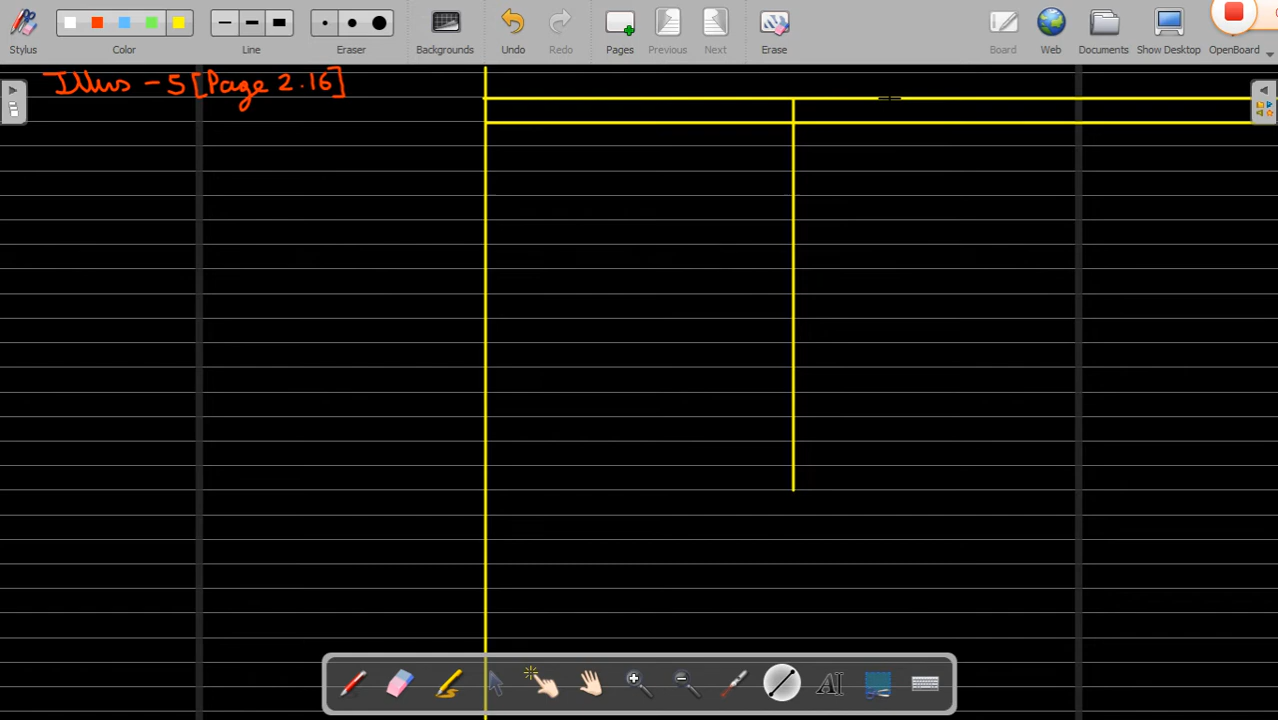 Stylus
Color
Line
Eraser
Backgrounds
Undo
Redo
Pages
Previous
Next
Erase
Board
Web
Documents
Show Desktop
OpenBoard
Illus - 5 [Page 2.16]
AI